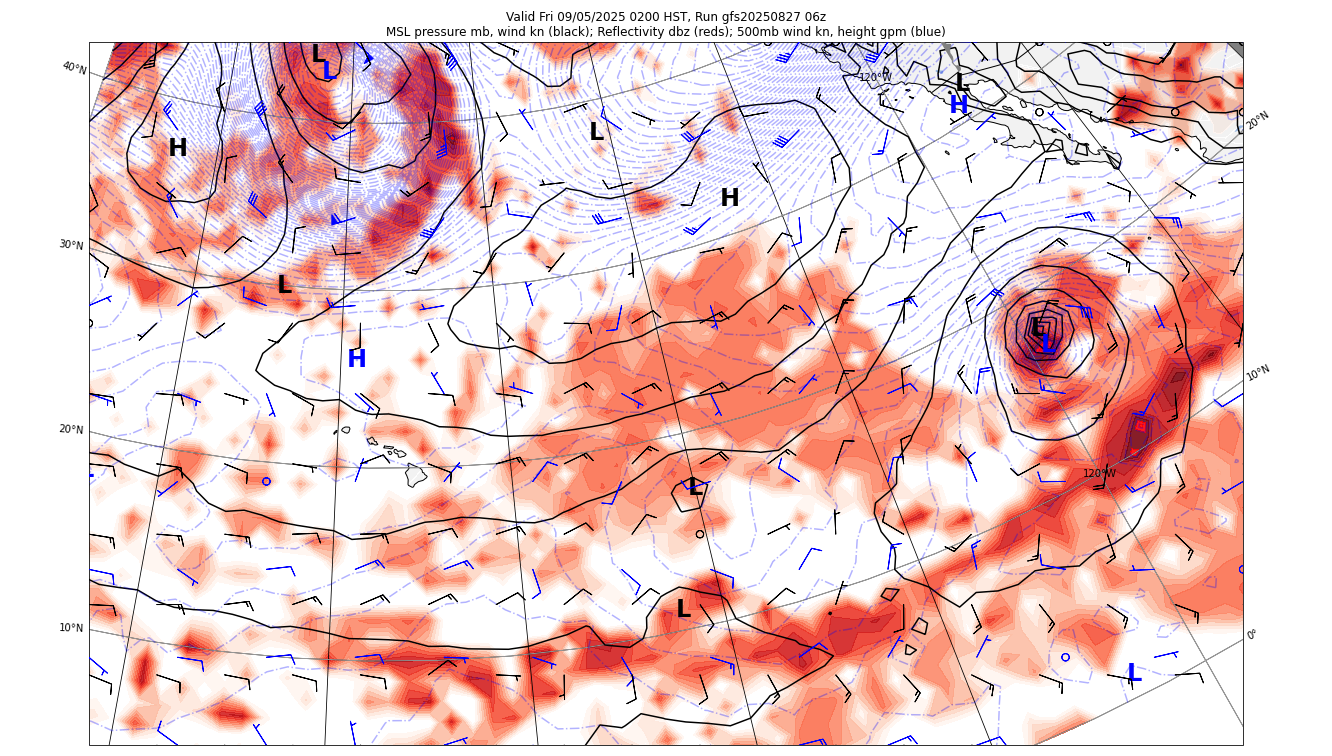 Valid Fri 09/05/2025 0200 HST, Run gfs20250827 06z
MSL pressure mb, wind kn (black); Reflectivity dbz (reds); 500mb wind kn, height gpm (blue)
L
L
40°N
120°W
L
H
L
20°N
H
H
30°N
L
L
L
H
10°N
20°N
120°W
L
L
10°N
0°
L